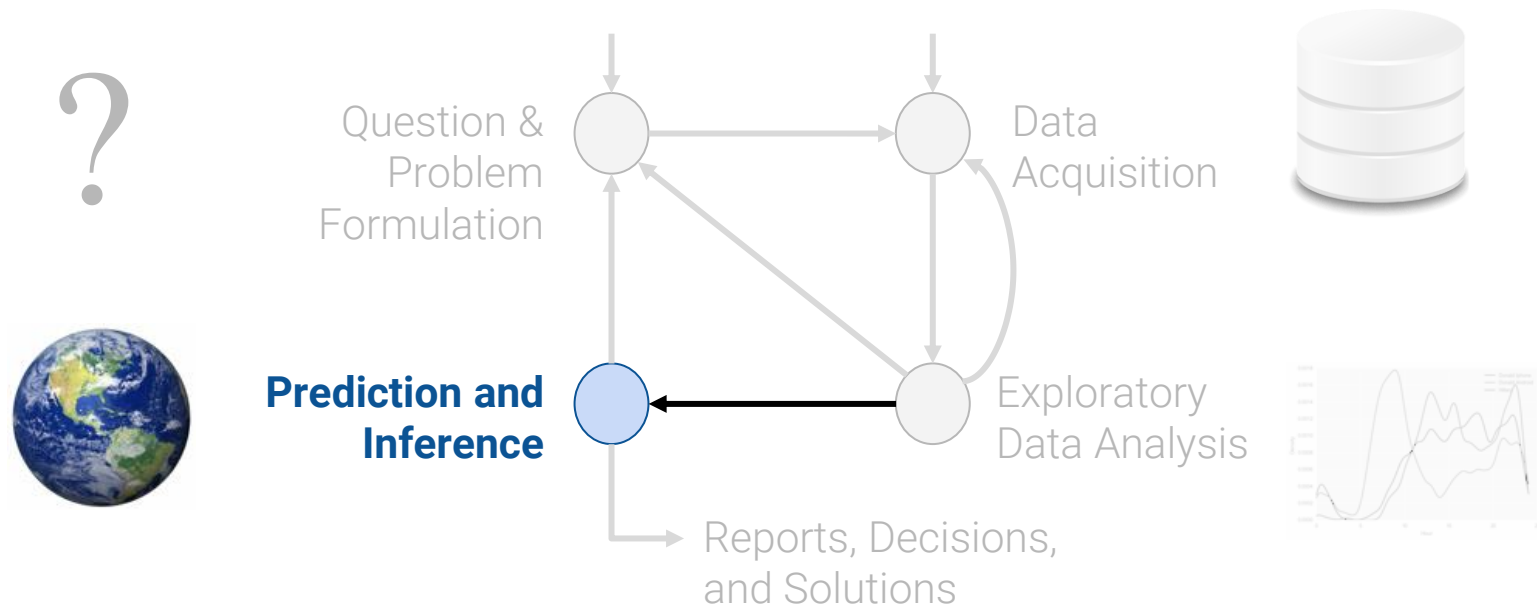 ?
Question &
Problem
Formulation
Data
Acquisition
Prediction and
Inference
Exploratory
Data Analysis
Reports, Decisions,
and Solutions